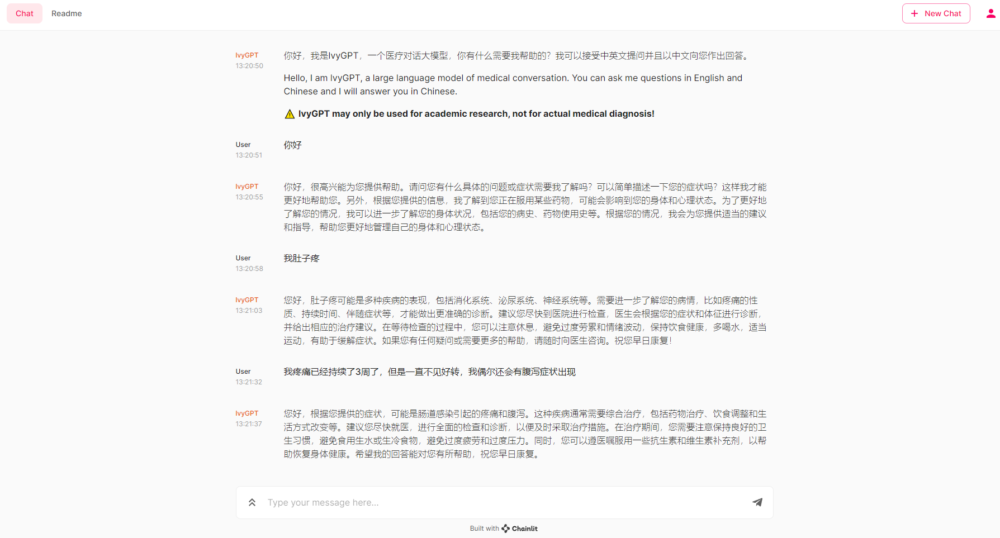 Chat Readme + New Chat
IvyGPT
13:20:50
你好，我是IvyGPT，一个医疗对话大模型，你有什么需要我帮助的？我可以接受中英文提问并且以中文向您作出回答。
Hello, I am IvyGPT, a large language model of medical conversation. You can ask me questions in English and
Chinese and I will answer you in Chinese.
⚠️ IvyGPT may only be used for academic research, not for actual medical diagnosis!
User
13:20:51
你好
IvyGPT
13:20:55
你好，很高兴能为您提供帮助。请问您有什么具体的问题或症状需要我了解吗？可以简单描述一下您的症状吗？这样我才能
更好地帮助您。另外，根据您提供的信息，我了解到您正在服用某些药物，可能会影响到您的身体和心理状态。为了更好地
了解您的情况，我可以进一步了解您的身体状况，包括您的病史、药物使用史等。根据您的情况，我会为您提供适当的建议
和指导，帮助您更好地管理自己的身体和心理状态。
User
13:20:58
我肚子疼
IvyGPT
13:21:03
您好，肚子疼可能是多种疾病的表现，包括消化系统、泌尿系统、神经系统等。需要进一步了解您的病情，比如疼痛的性
质、持续时间、伴随症状等，才能做出更准确的诊断。建议您尽快到医院进行检查，医生会根据您的症状和体征进行诊断，
并给出相应的治疗建议。在等待检查的过程中，您可以注意休息，避免过度劳累和情绪波动，保持饮食健康，多喝水，适当
运动，有助于缓解症状。如果您有任何疑问或需要更多的帮助，请随时向医生咨询。祝您早日康复！
User
13:21:32
我疼痛已经持续了3周了，但是一直不见好转，我偶尔还会有腹泻症状出现
IvyGPT
13:21:37
您好，根据您提供的症状，可能是肠道感染引起的疼痛和腹泻。这种疾病通常需要综合治疗，包括药物治疗、饮食调整和生
活方式改变等。建议您尽快就医，进行全面的检查和诊断，以便及时采取治疗措施。在治疗期间，您需要注意保持良好的卫
生习惯，避免食用生水或生冷食物，避免过度疲劳和过度压力。同时，您可以遵医嘱服用一些抗生素和维生素补充剂，以帮
助恢复身体健康。希望我的回答能对您有所帮助，祝您早日康复。
Type your message here...
Built with Chainlit